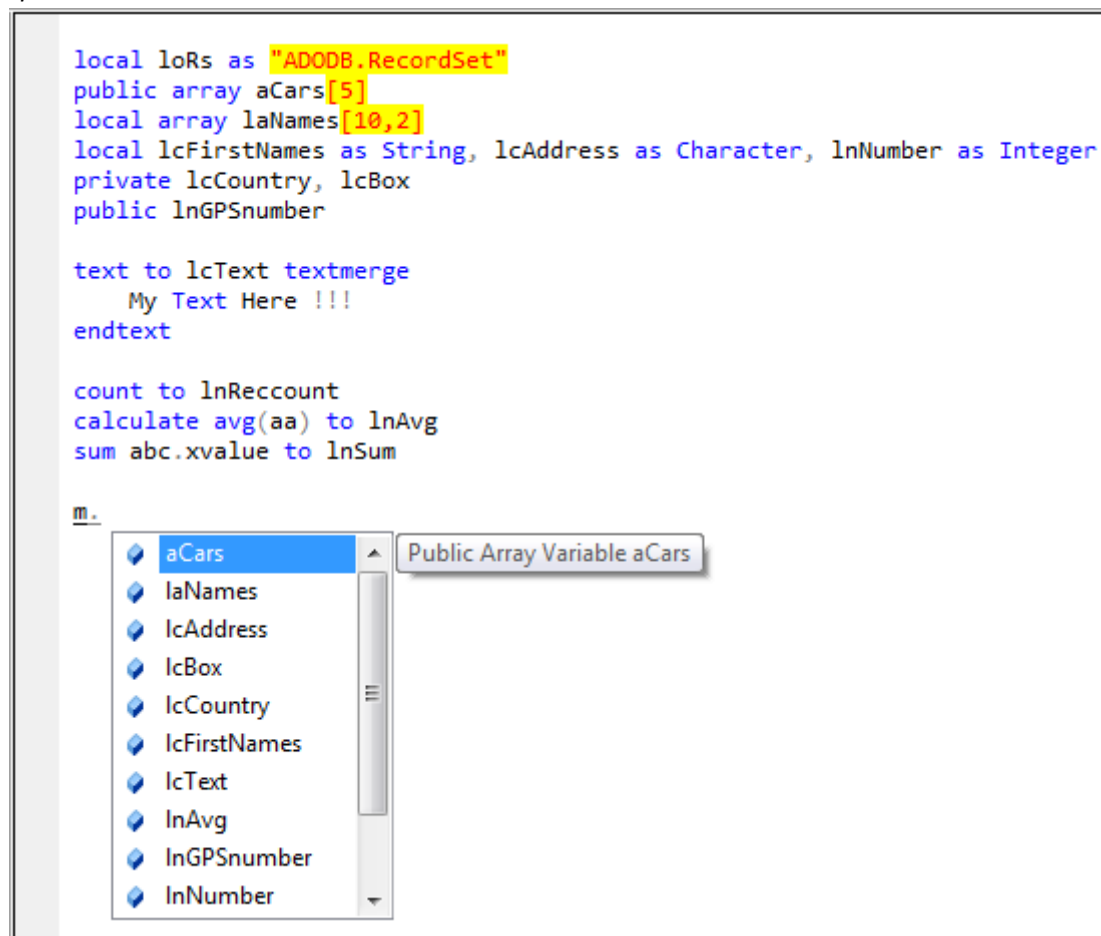 local loRs as "ADODB.RecordSet"
public array aCars[5]
local array laNames[10,2]
local lcFirstNames as String, lcAddress as Character, lnNumber as Integer
private lcCountry, lcBox
public lnGPSnumber
text to lcText textmerge
My Text Here !!!
endtext
count to lnReccount
calculate avg(aa) to lnAvg
sum abc.xvalue to lnSum
m.
aCars Public Array Variable aCars
laNames
lcAddress
lcBox
lcCountry
lcFirstNames
lcText
lnAvg
lnGPSnumber
lnNumber